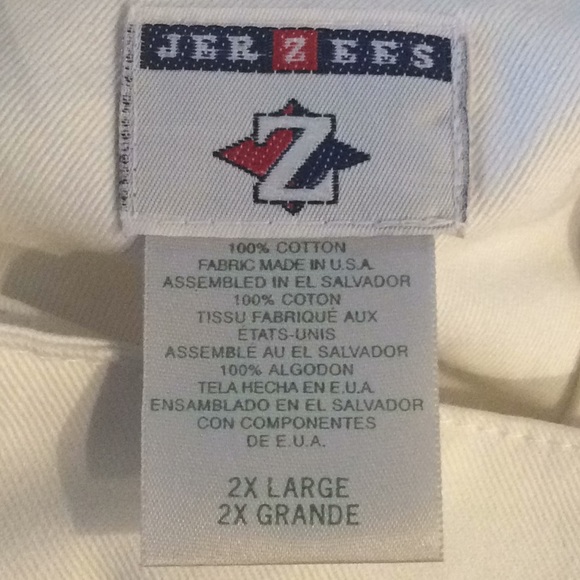 JERZEES
Z
100% COTTON
FABRIC MADE IN U.S.A.
ASSEMBLED IN EL SALVADOR
100% COTON
TISSU FABRIQUÉ AUX
ETATS-UNIS
ASSEMBLÉ AU EL SALVADOR
100% ALGODON
TELA HECHA EN E.U.A.
ENSAMBLADO EN EL SALVADOR
CON COMPONENTES
DE E.U.A.
2X LARGE
2X GRANDE